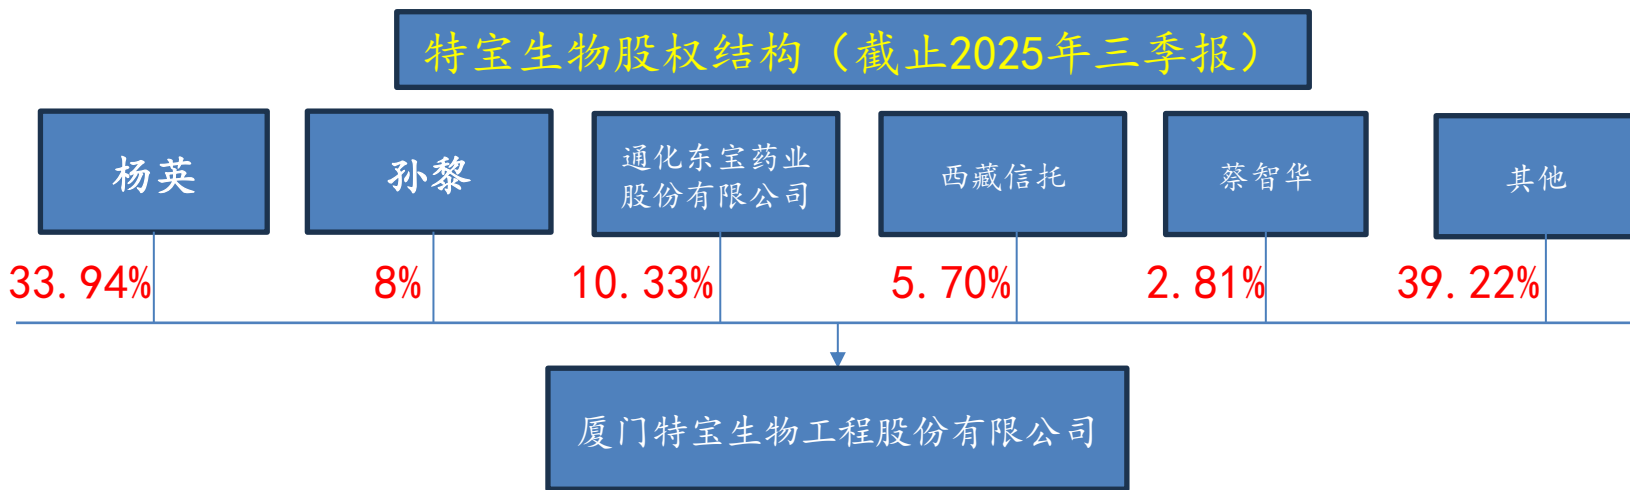 特宝生物股权结构（截止2025年三季报）
杨英
孙黎
通化东宝药业
股份有限公司
西藏信托
蔡智华
其他
33.94%
8%
10.33%
5.70%
2.81%
39.22%
厦门特宝生物工程股份有限公司